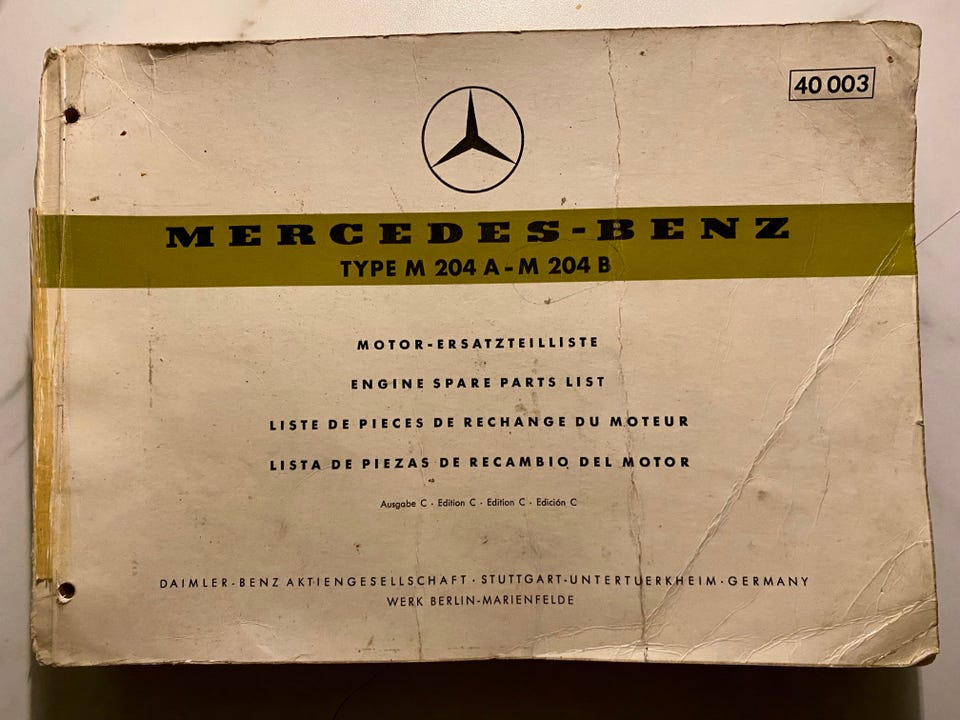 40 003
MERCEDES-BENZ
TYPE M 204 A - M 204 B
MOTOR-ERSATZTEILLISTE
ENGINE SPARE PARTS LIST
LISTE DE PIECES DE RECHANGE DU MOTEUR
LISTA DE PIEZAS DE RECAMBIO DEL MOTOR
Ausgabe C · Edition C · Edition C · Edición C
DAIMLER-BENZ AKTIENGESELLSCHAFT · STUTTGART-UNTERTUERKHEIM · GERMANY
WERK BERLIN-MARIENFELDE